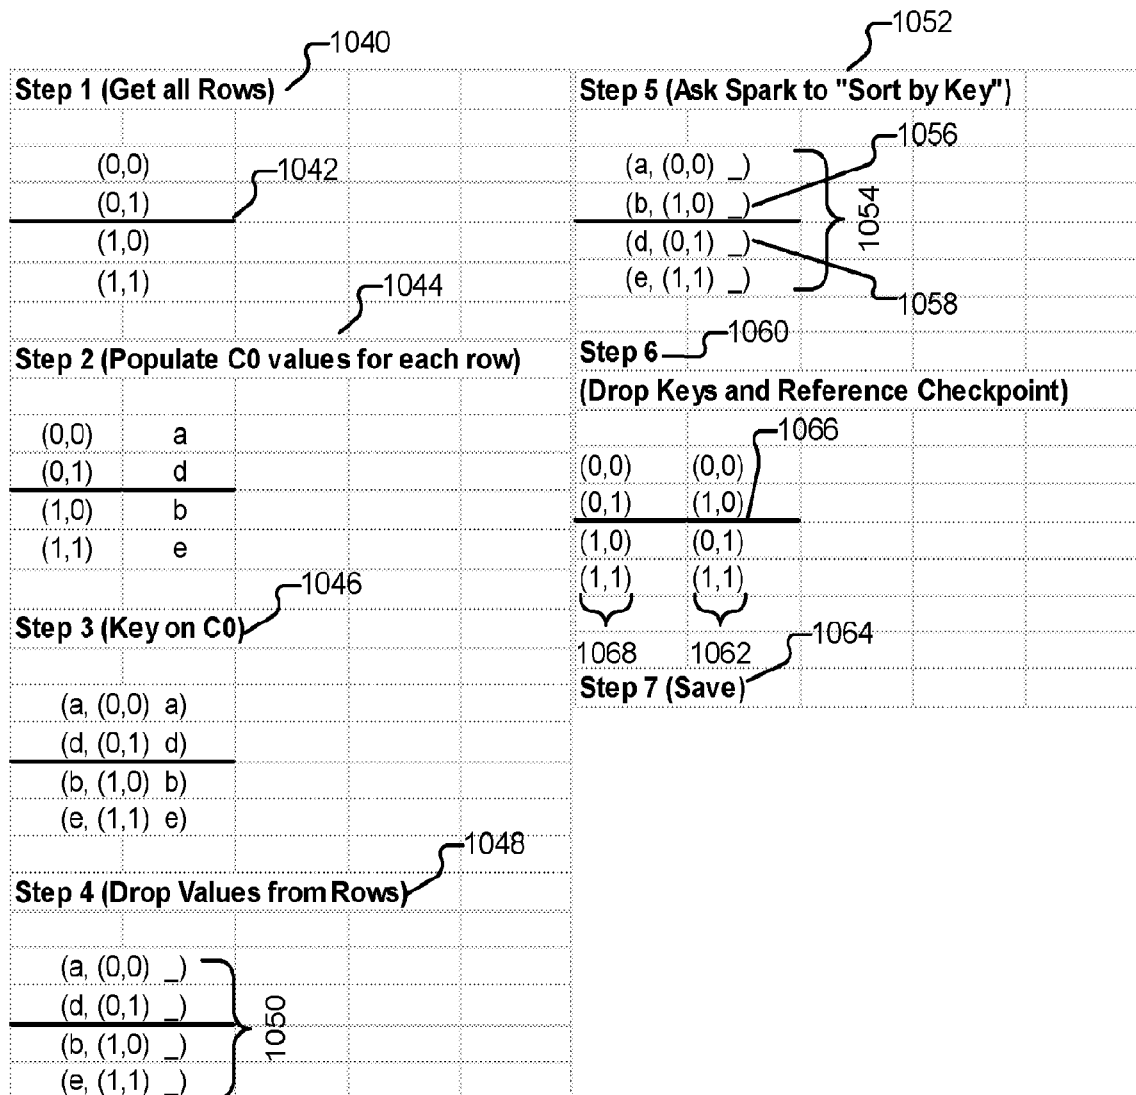 1040
Step 1 (Get all Rows)
(0,0)
1042
(0,1)
(1,0)
(1,1)
1044
Step 2 (Populate C0 values for each row)
(0,0) a
(0,1) d
(1,0) b
(1,1) e
1046
Step 3 (Key on C0)
(a, (0,0) a)
(d, (0,1) d)
(b, (1,0) b)
(e, (1,1) e)
1048
Step 4 (Drop Values from Rows)
(a, (0,0) _)
(d, (0,1) _)
(b, (1,0) _)
(e, (1,1) _)
1050
1052
Step 5 (Ask Spark to "Sort by Key")
1056
(a, (0,0) _)
(b, (1,0) _)
(d, (0,1) _)
(e, (1,1) _)
1054
1058
1060
Step 6
(Drop Keys and Reference Checkpoint)
1066
(0,0) (0,0)
(0,1) (1,0)
(1,0) (0,1)
(1,1) (1,1)
1068 1062
1064
Step 7 (Save)